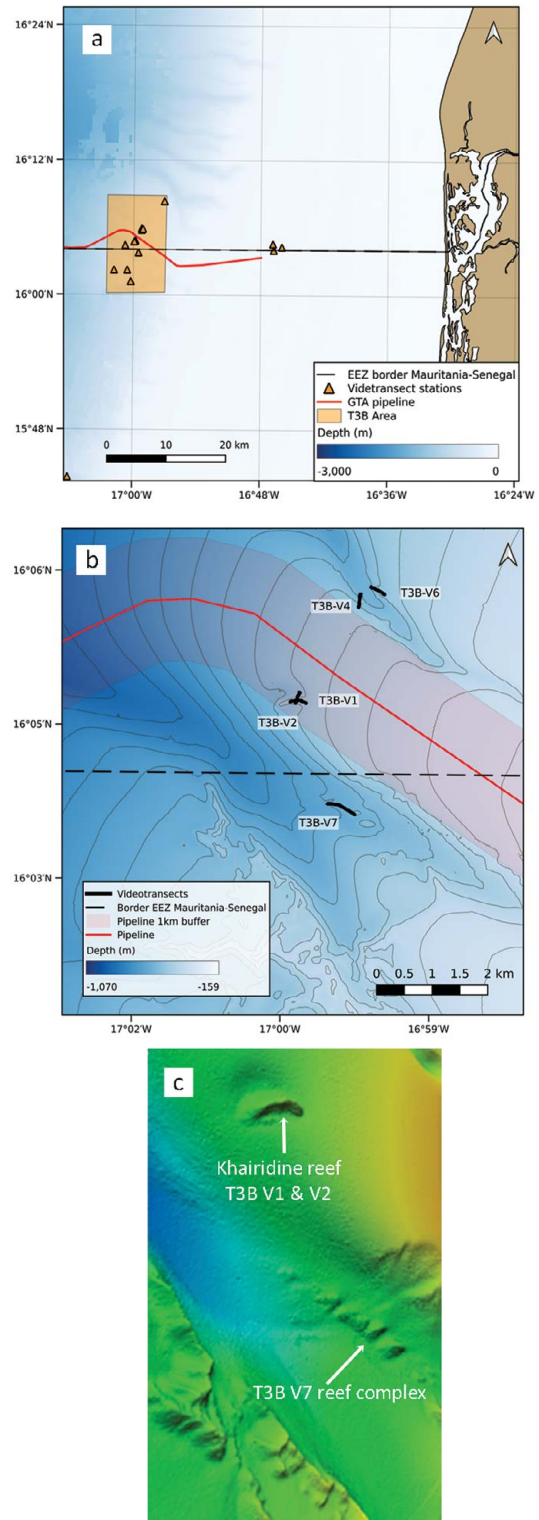 a
16°24′N
16°12′N
16°00′N
15°48′N
EEZ border Mauritania-Senegal
Videtransect stations
GTA pipeline
T3B Area
Depth (m)
-3,000 0
0 10 20 km
17°00′W 16°48′W 16°36′W 16°24′W
b
16°06′N
T3B-V6
T3B-V4
T3B-V1
16°05′N
T3B-V2
T3B-V7
16°03′N
Videotransects
Border EEZ Mauritania-Senegal
Pipeline 1km buffer
Pipeline
Depth (m)
-1,070 -159
0 0.5 1 1.5 2 km
17°02′W 17°00′W 16°59′W
c
Khairidine reef
T3B V1 & V2
T3B V7 reef complex